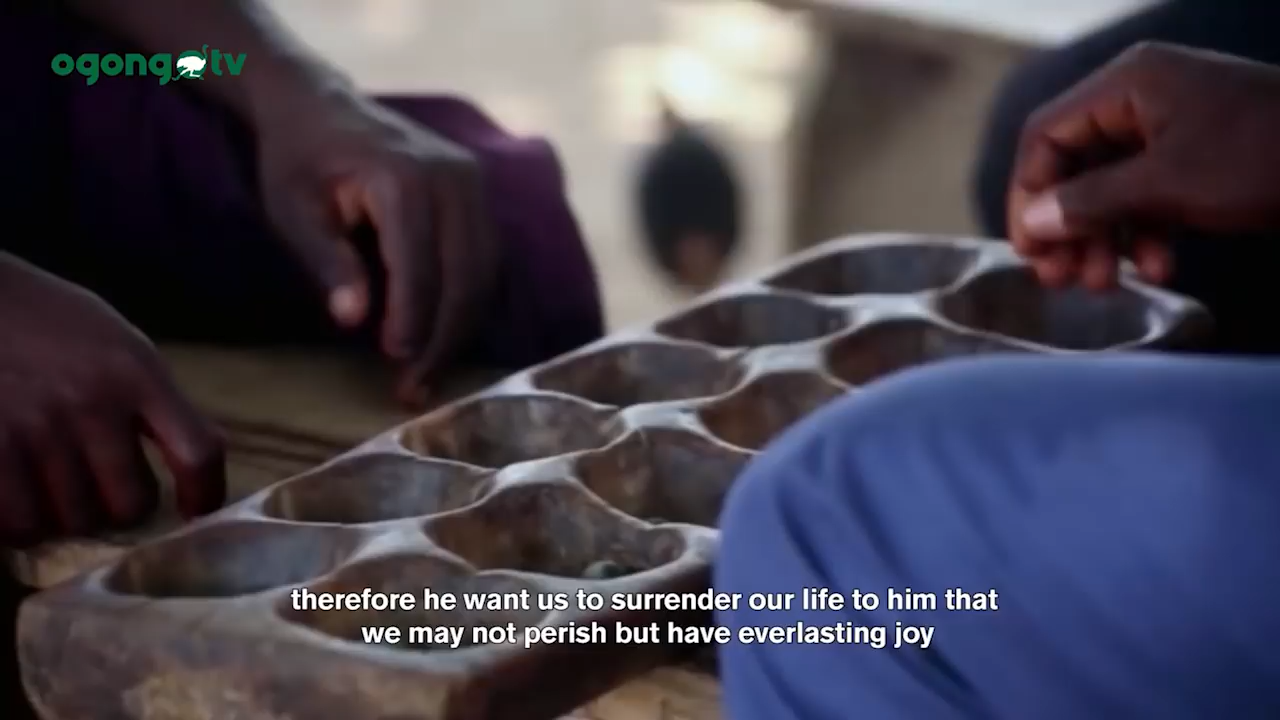 ogong tv
therefore he want us to surrender our life to him that
we may not perish but have everlasting joy